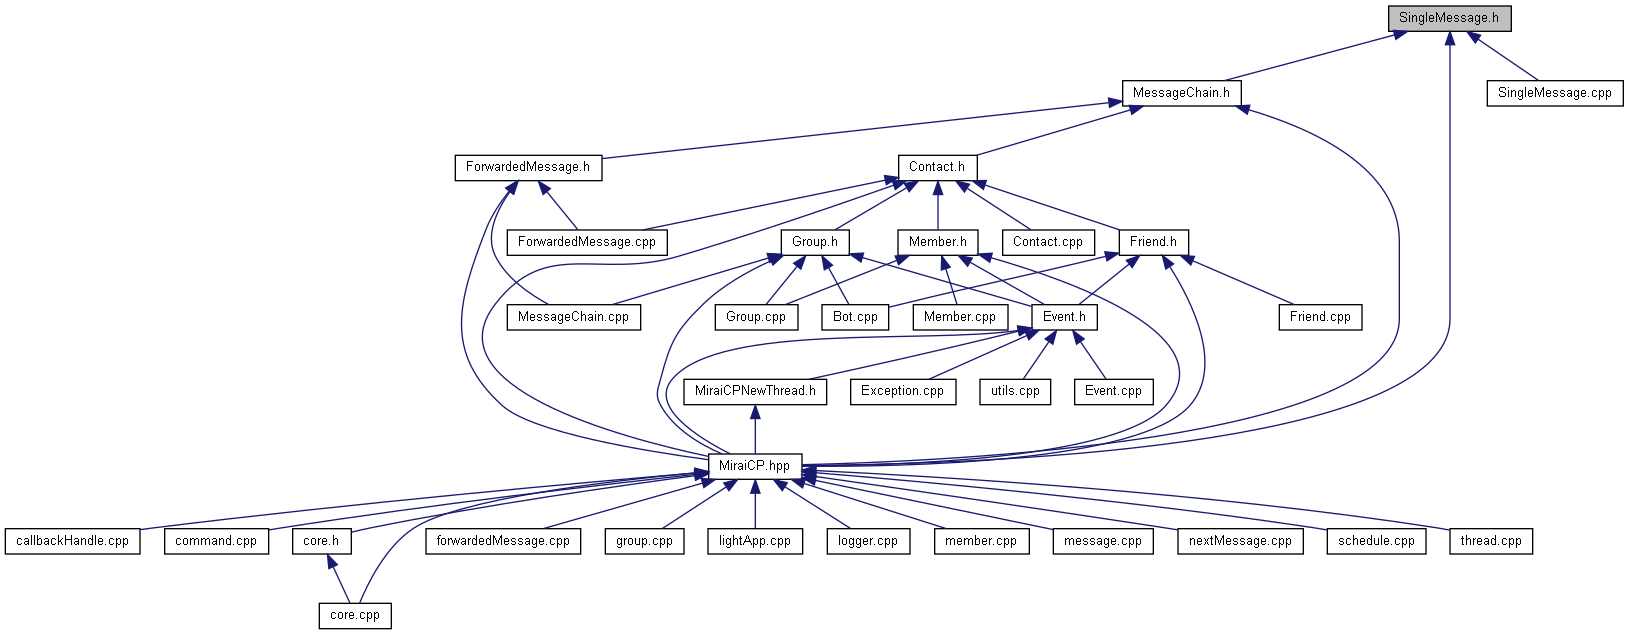 SingleMessage.h
MessageChain.h
SingleMessage.cpp
ForwardedMessage.h
Contact.h
ForwardedMessage.cpp
Group.h
Member.h
Contact.cpp
Friend.h
MessageChain.cpp
Group.cpp
Bot.cpp
Member.cpp
Event.h
Friend.cpp
MiraiCPNewThread.h
Exception.cpp
utils.cpp
Event.cpp
MiraiCP.hpp
callbackHandle.cpp
command.cpp
core.h
forwardedMessage.cpp
group.cpp
lightApp.cpp
logger.cpp
member.cpp
message.cpp
nextMessage.cpp
schedule.cpp
thread.cpp
core.cpp